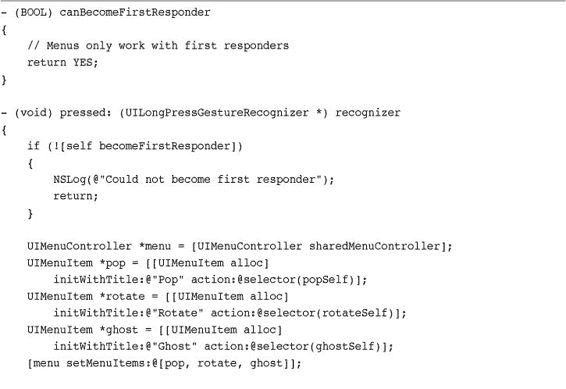 - (BOOL) canBecomeFirstResponder
{
    // Menus only work with first responders
    return YES;
}

- (void) pressed: (UILongPressGestureRecognizer *) recognizer
{
    if (![self becomeFirstResponder])
    {
        NSLog(@"Could not become first responder");
        return;
    }

    UIMenuController *menu = [UIMenuController sharedMenuController];
    UIMenuItem *pop = [[UIMenuItem alloc]
        initWithTitle:@"Pop" action:@selector(popSelf)];
    UIMenuItem *rotate = [[UIMenuItem alloc]
        initWithTitle:@"Rotate" action:@selector(rotateSelf)];
    UIMenuItem *ghost = [[UIMenuItem alloc]
        initWithTitle:@"Ghost" action:@selector(ghostSelf)];
    [menu setMenuItems:@[pop, rotate, ghost]];